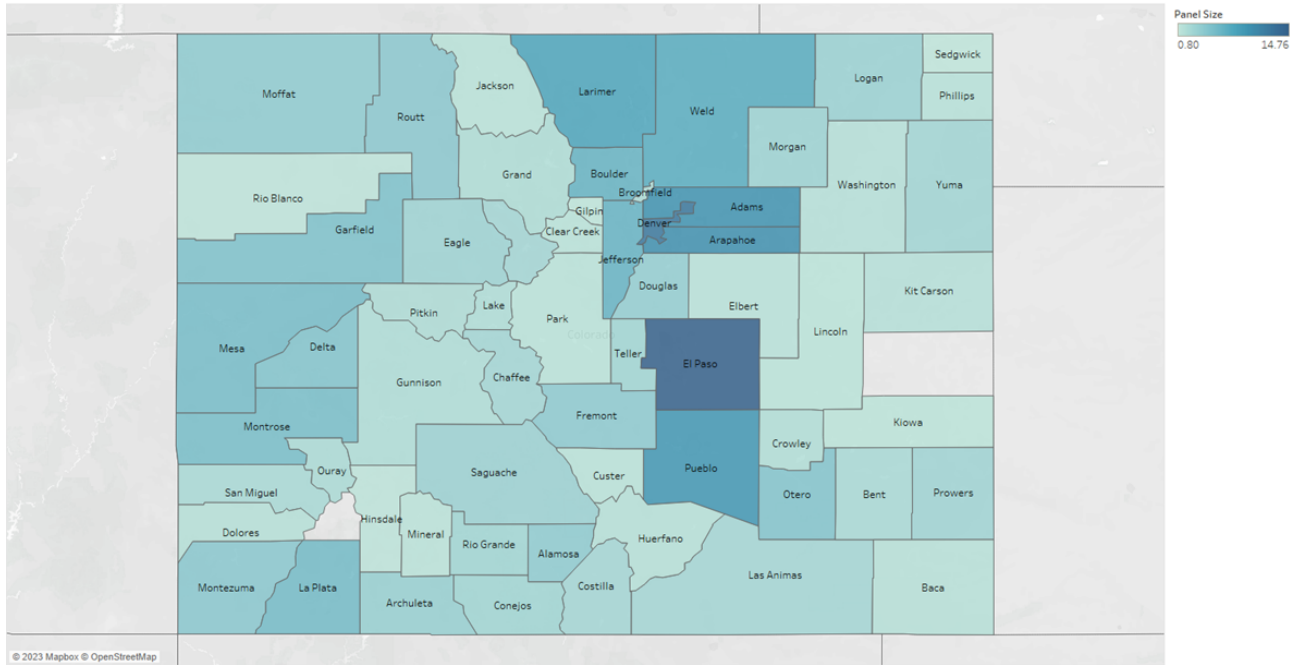 Panel Size
0.80 14.76
Sedgwick
Logan
Jackson
Larimer
Moffat
Phillips
Weld
Routt
Morgan
Boulder
Grand
Washington
Yuma
Broomfield
Rio Blanco
Adams
Gilpin
Denver
Garfield
Clear Creek
Eagle
Arapahoe
Jefferson
Douglas
Kit Carson
Lake
Elbert
Pitkin
Park
Lincoln
Colorado
Mesa
Delta
Teller
El Paso
Chaffee
Gunnison
Fremont
Kiowa
Montrose
Crowley
Pueblo
Ouray
Saguache
Custer
San Miguel
Otero
Bent
Prowers
Hinsdale
Dolores
Mineral
Huerfano
Rio Grande
Alamosa
Las Animas
Montezuma
La Plata
Costilla
Baca
Archuleta
Conejos
© 2023 Mapbox © OpenStreetMap